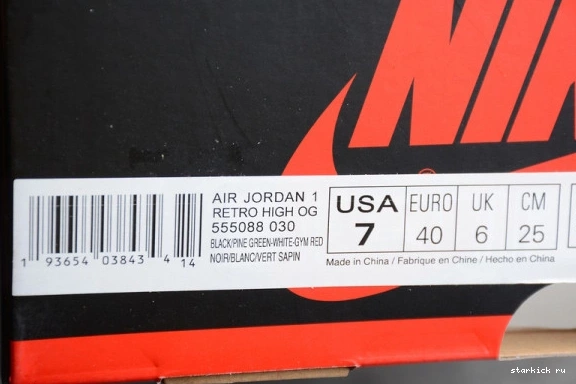 NIK
AIR JORDAN 1
RETRO HIGH OG
555088 030
BLACK/PINE GREEN-WHITE-GYM RED
NOIR/BLANC/VERT SAPIN
1 93654 03843 4 14
USA EURO UK CM
7 40 6 25
Made in China / Fabrique en Chine / Hecho en China
starkick ru